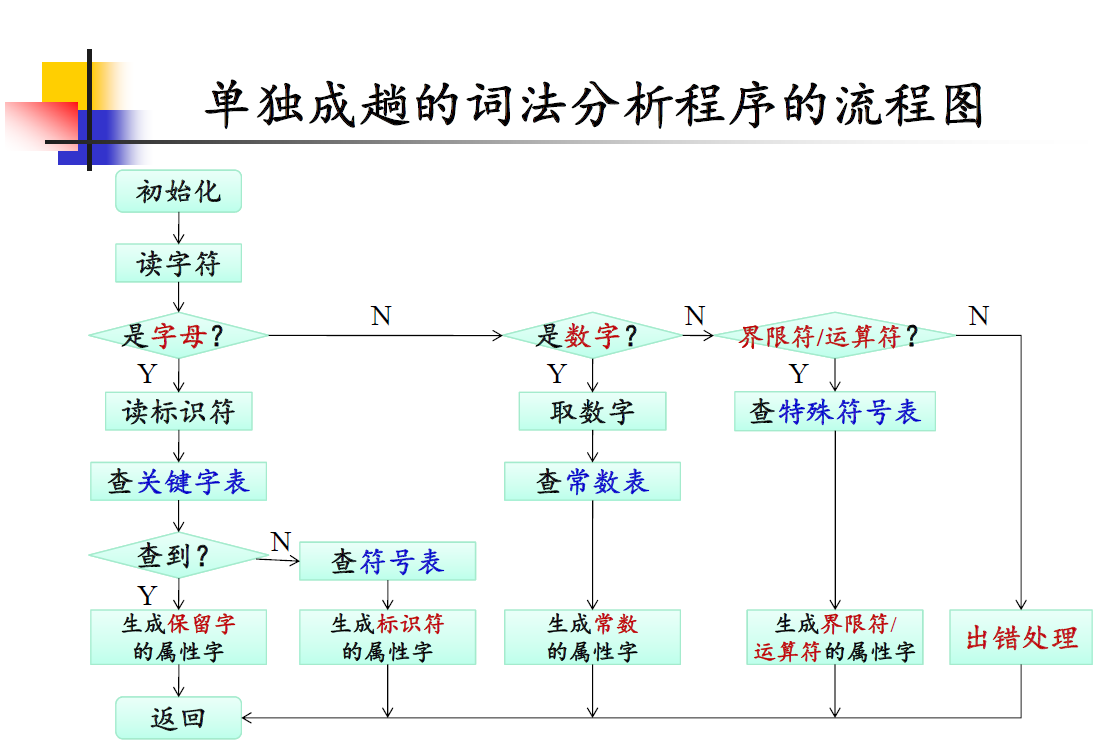 单独成趟的词法分析程序的流程图
初始化
读字符
是字母？
N
是数字？
N
界限符/运算符？
N
Y
Y
Y
读标识符
取数字
查特殊符号表
查关键字表
查常数表
查到？
N
查符号表
Y
生成保留字
的属性字
生成标识符
的属性字
生成常数
的属性字
生成界限符/
运算符的属性字
出错处理
返回